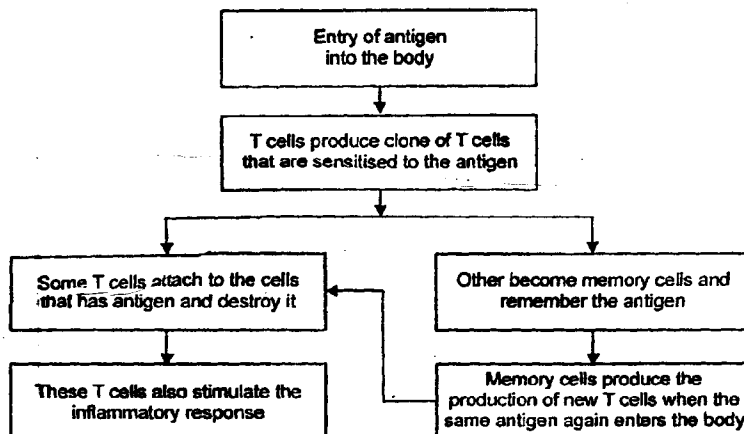 Entry of antigen
into the body
T cells produce clone of T cells
that are sensitised to the antigen
Some T cells attach to the cells
that has antigen and destroy it
Other become memory cells and
remember the antigen
These T cells also stimulate the
inflammatory response
Memory cells produce the
production of new T cells when the
same antigen again enters the body